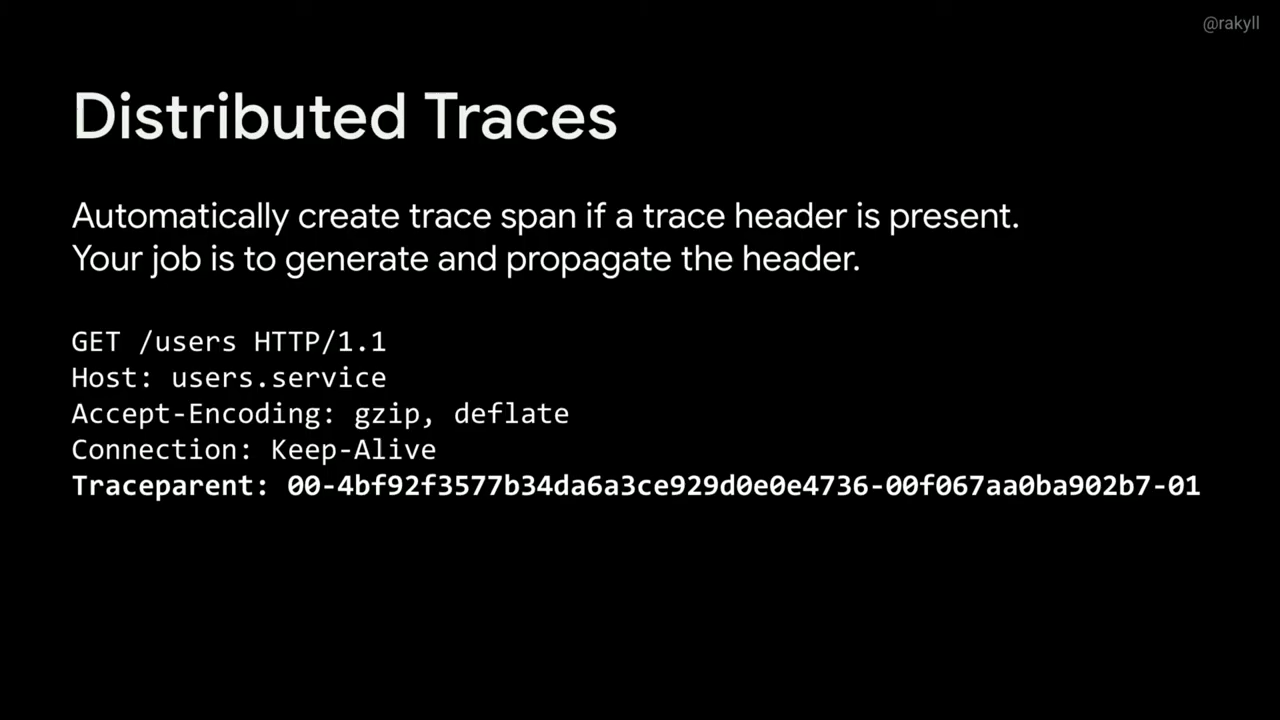 @rakyll
Distributed Traces
Automatically create trace span if a trace header is present.
Your job is to generate and propagate the header.
GET /users HTTP/1.1
Host: users.service
Accept-Encoding: gzip, deflate
Connection: Keep-Alive
Traceparent: 00-4bf92f3577b34da6a3ce929d0e0e4736-00f067aa0ba902b7-01